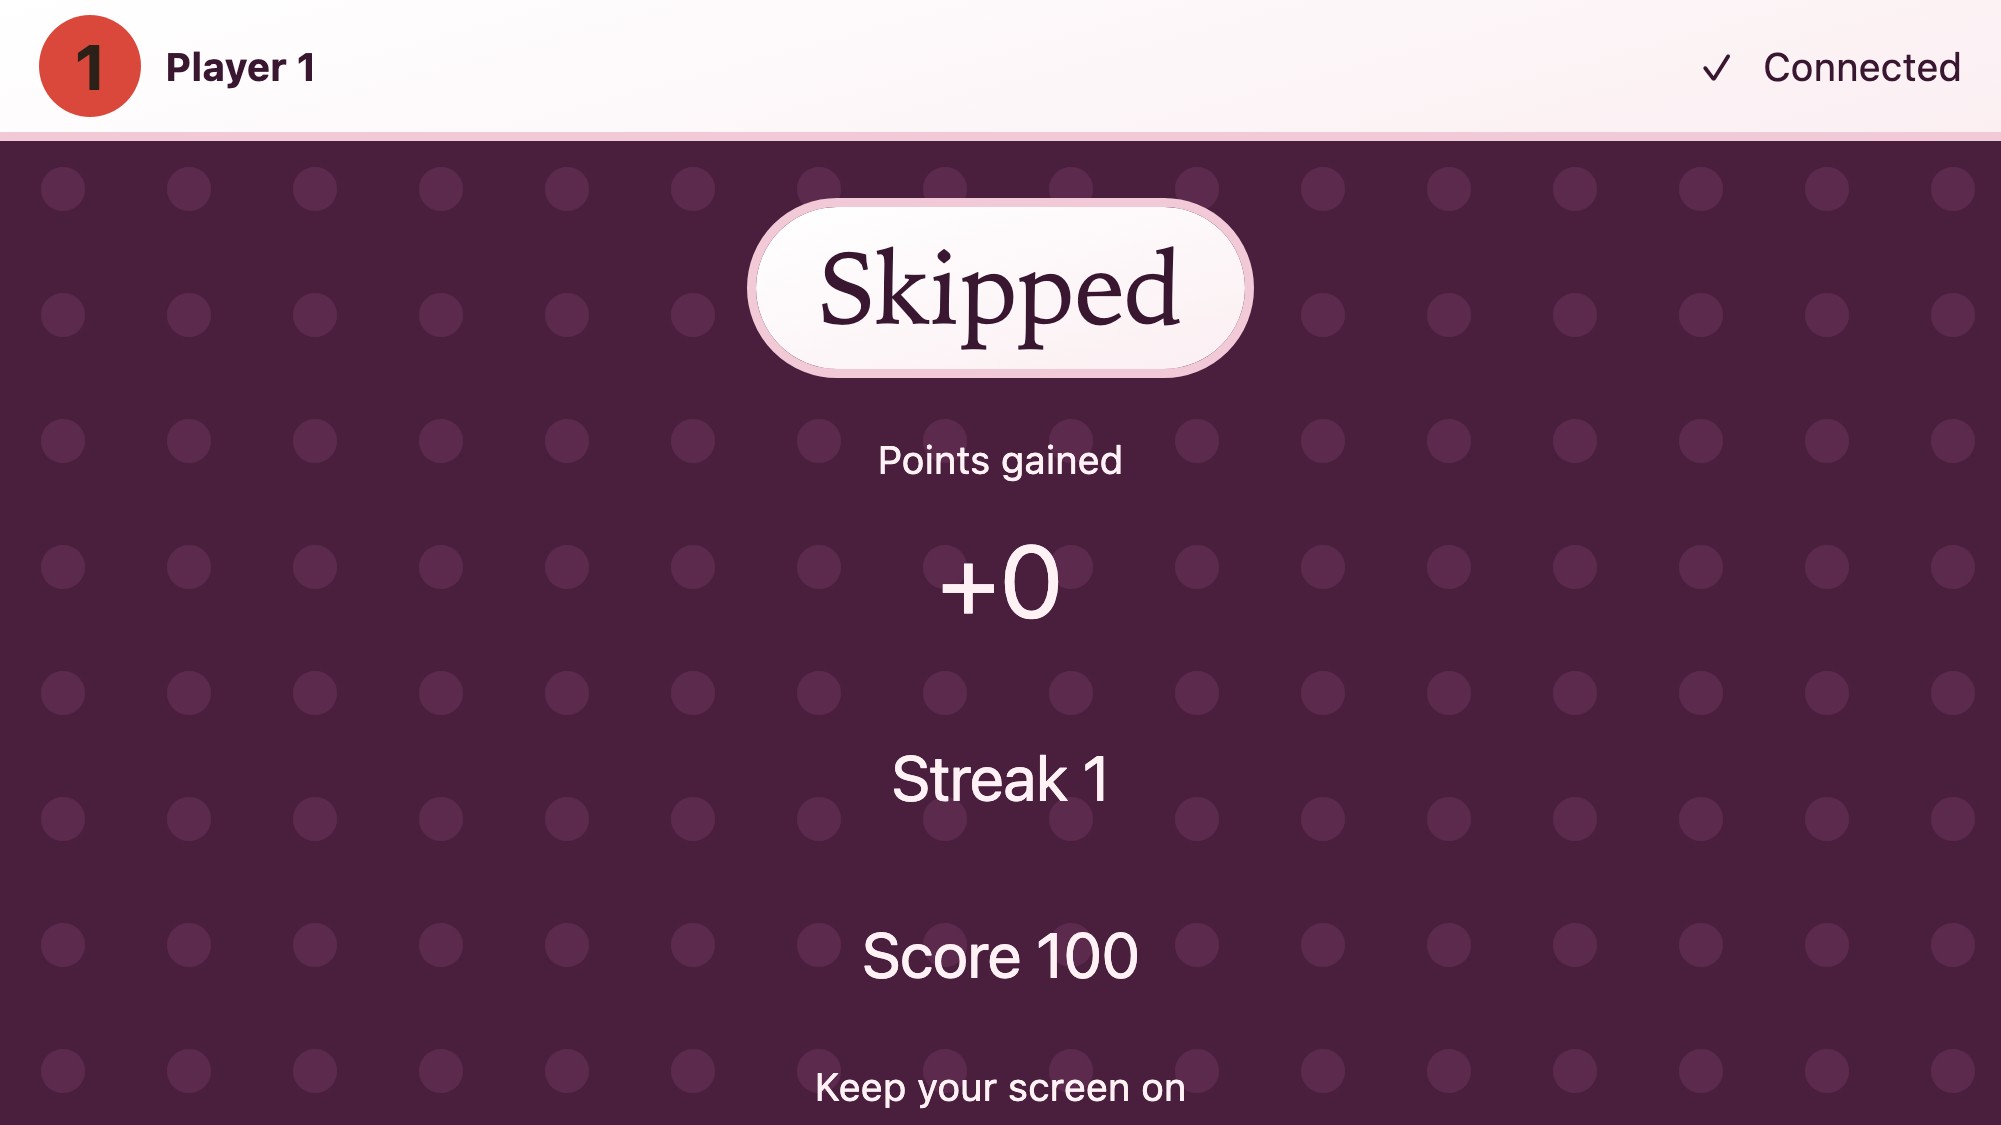 1 Player 1
✓ Connected
Skipped
Points gained
+0
Streak 1
Score 100
Keep your screen on